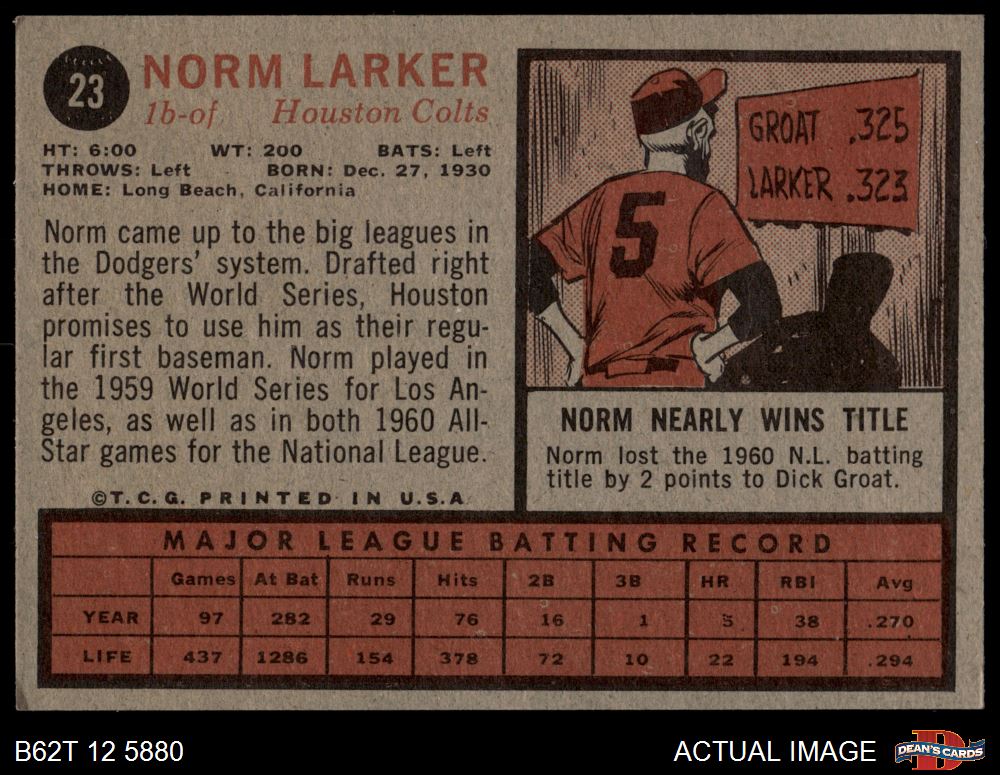 23
NORM LARKER
1b-of Houston Colts
HT: 6:00 WT: 200 BATS: Left
THROWS: Left BORN: Dec. 27, 1930
HOME: Long Beach, California
Norm came up to the big leagues in
the Dodgers' system. Drafted right
after the World Series, Houston
promises to use him as their regu-
lar first baseman. Norm played in
the 1959 World Series for Los An-
geles, as well as in both 1960 All-
Star games for the National League.
©T.C.G. PRINTED IN U.S.A.
GROAT .325
LARKER .323
5
NORM NEARLY WINS TITLE
Norm lost the 1960 N.L. batting
title by 2 points to Dick Groat.
MAJOR LEAGUE BATTING RECORD
Games At Bat Runs Hits 2B 3B HR RBI Avg
YEAR 97 282 29 76 16 1 5 38 .270
LIFE 437 1286 154 378 72 10 22 194 .294
B62T 12 5880
ACTUAL IMAGE
D
DEAN'S CARDS